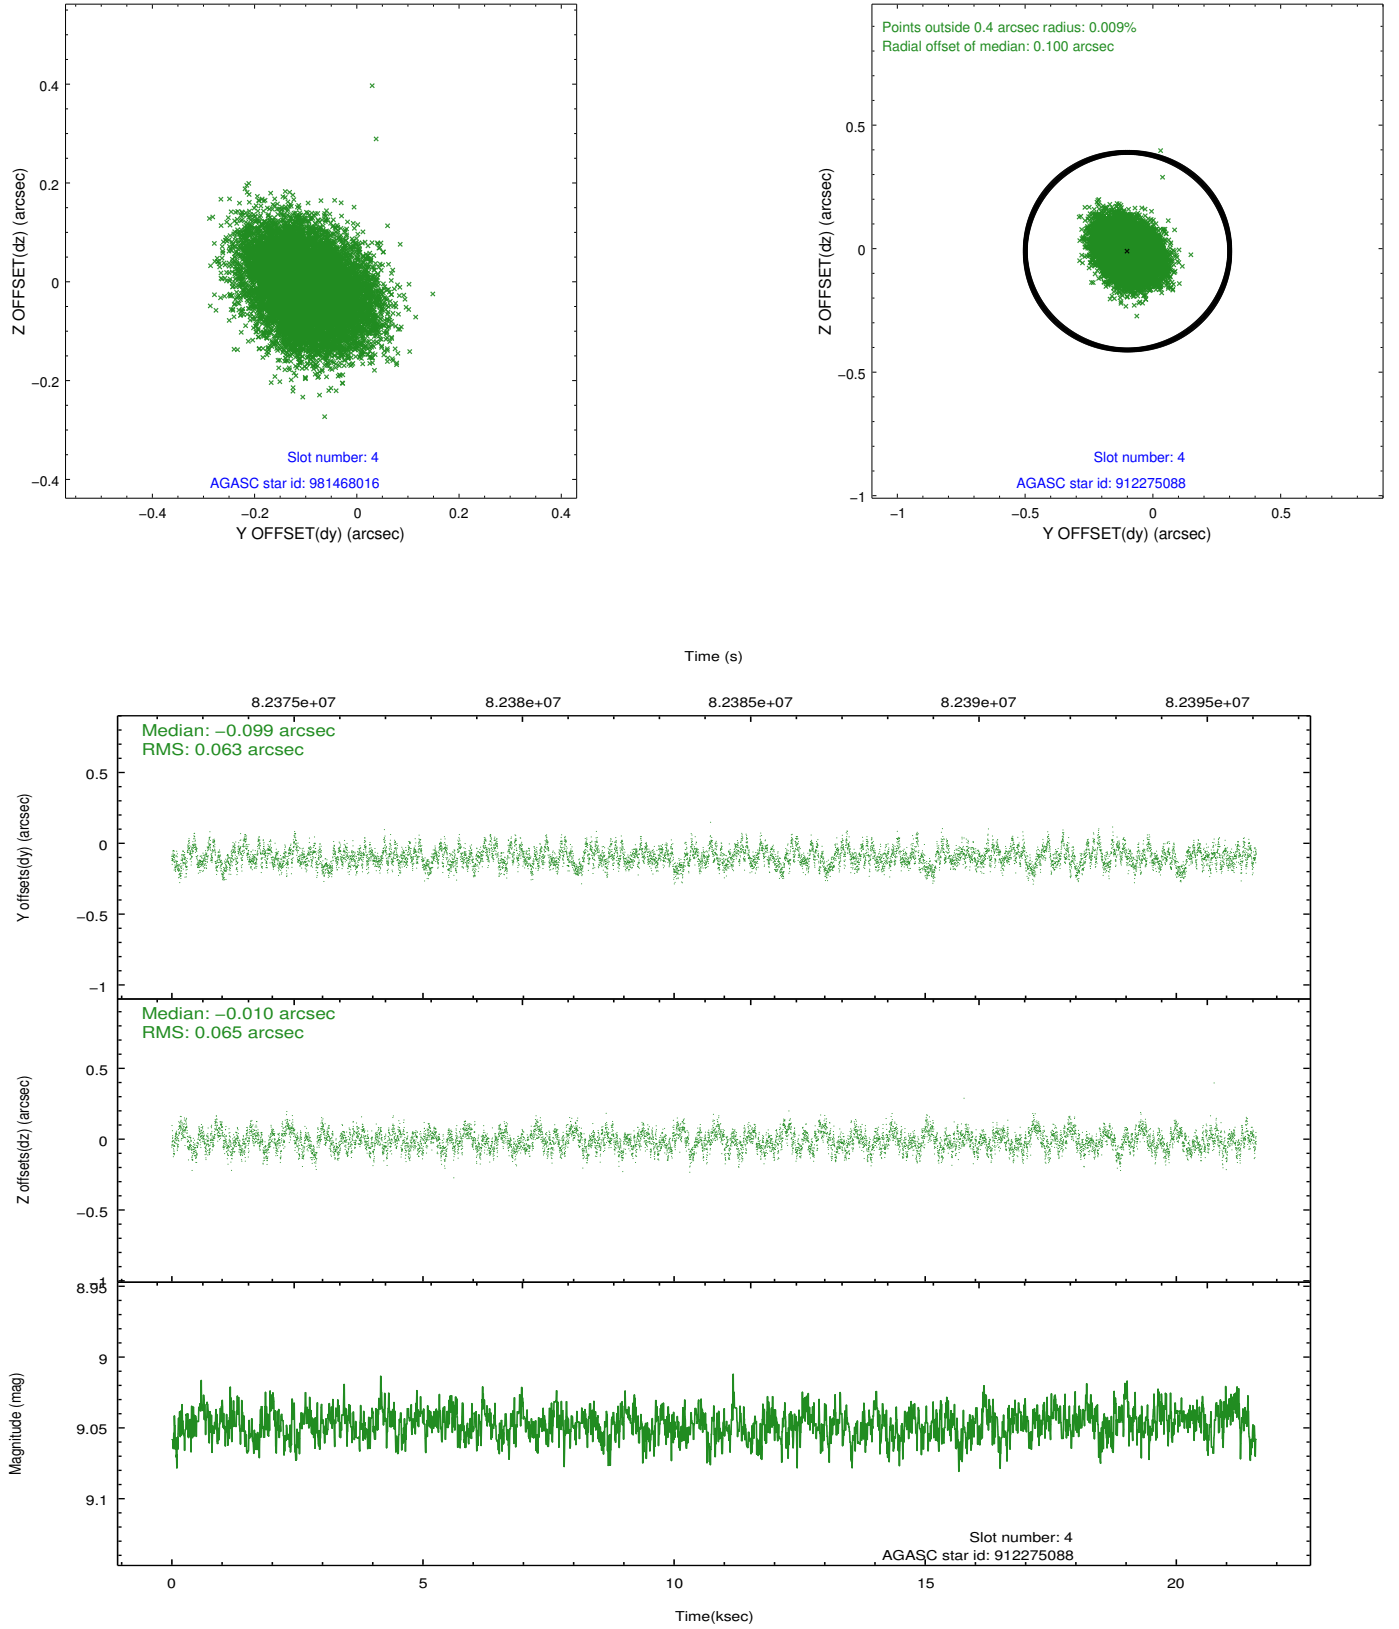 0.4
0.2
0
−0.2
−0.4
Z OFFSET(dz) (arcsec)
Slot number: 4
AGASC star id: 981468016
−0.4
−0.2
0
0.2
0.4
Y OFFSET(dy) (arcsec)
Points outside 0.4 arcsec radius: 0.009%
Radial offset of median: 0.100 arcsec
0.5
0
−0.5
−1
Z OFFSET(dz) (arcsec)
Slot number: 4
AGASC star id: 912275088
−1
−0.5
0
0.5
Y OFFSET(dy) (arcsec)
Time (s)
8.2375e+07
8.238e+07
8.2385e+07
8.239e+07
8.2395e+07
Median: −0.099 arcsec
RMS: 0.063 arcsec
0.5
0
−0.5
−1
Y offsets(dy) (arcsec)
Median: −0.010 arcsec
RMS: 0.065 arcsec
0.5
0
−0.5
−1
Z offsets(dz) (arcsec)
8.95
9
9.05
9.1
Magnitude (mag)
Slot number: 4
AGASC star id: 912275088
0
5
10
15
20
Time(ksec)